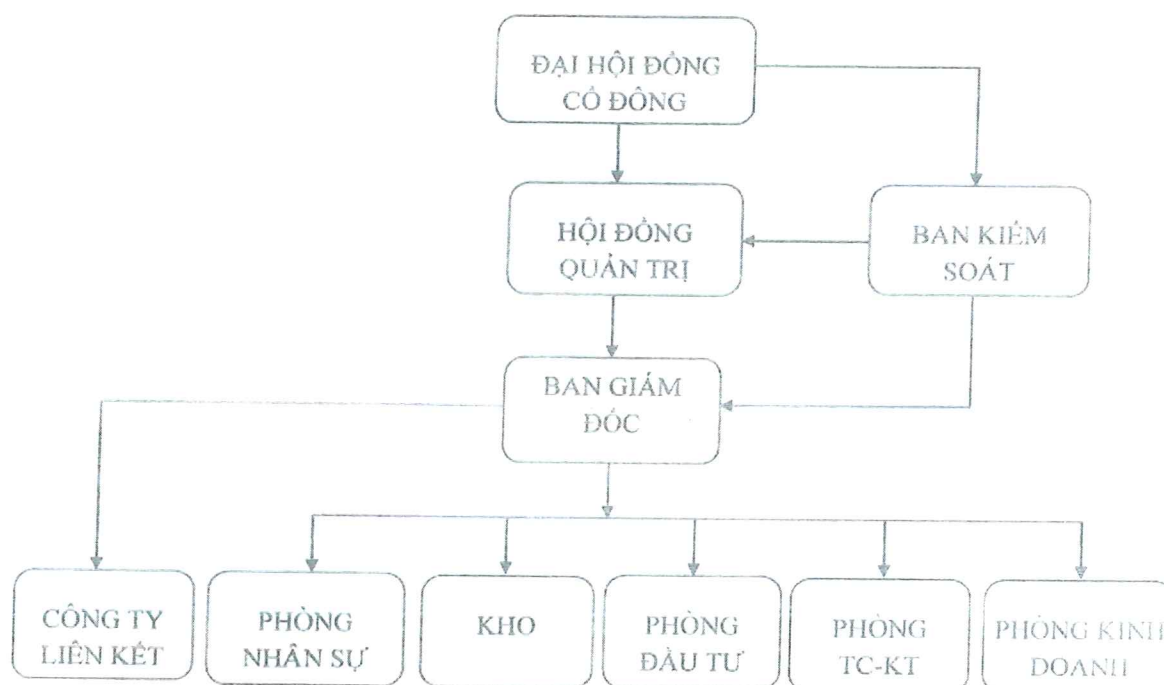 ĐẠI HỘI ĐỒNG
CỔ ĐÔNG
HỘI ĐỒNG
QUẢN TRỊ
BAN KIỂM
SOÁT
BAN GIÁM
ĐỐC
CÔNG TY
LIÊN KẾT
PHÒNG
NHÂN SỰ
KHO
PHÒNG
ĐẦU TƯ
PHÒNG
TC-KT
PHÒNG KINH
DOANH